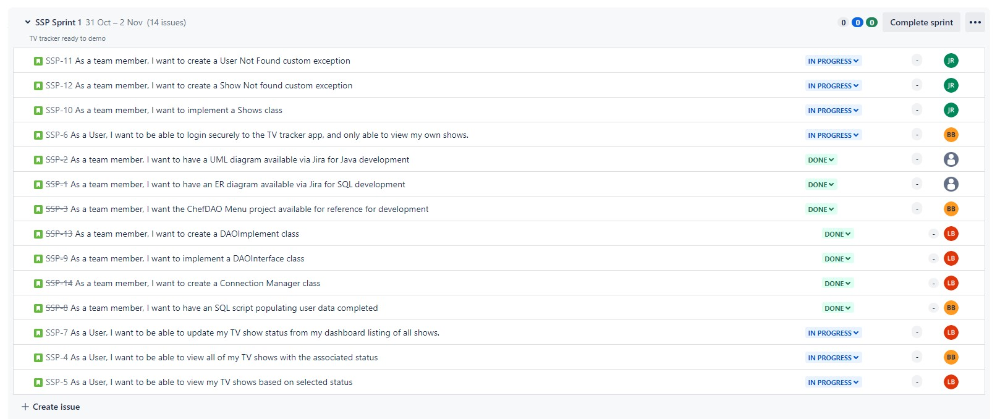 SSP Sprint 1 31 Oct – 2 Nov (14 issues) 0 0 0 Complete sprint
TV tracker ready to demo
SSP-11 As a team member, I want to create a User Not Found custom exception IN PROGRESS - JR
SSP-12 As a team member, I want to create a Show Not found custom exception IN PROGRESS - JR
SSP-10 As a team member, I want to implement a Shows class IN PROGRESS - JR
SSP-6 As a User, I want to be able to login securely to the TV tracker app, and only able to view my own shows. IN PROGRESS - BB
SSP-2 As a team member, I want to have a UML diagram available via Jira for Java development DONE -
SSP-1 As a team member, I want to have an ER diagram available via Jira for SQL development DONE -
SSP-3 As a team member, I want the ChefDAO Menu project available for reference for development DONE - BB
SSP-13 As a team member, I want to create a DAOImplement class DONE - LB
SSP-9 As a team member, I want to implement a DAOInterface class DONE - LB
SSP-14 As a team member, I want to create a Connection Manager class DONE - LB
SSP-8 As a team member, I want to have an SQL script populating user data completed DONE - BB
SSP-7 As a User, I want to be able to update my TV show status from my dashboard listing of all shows. IN PROGRESS - LB
SSP-4 As a User, I want to be able to view all of my TV shows with the associated status IN PROGRESS - BB
SSP-5 As a User, I want to be able to view my TV shows based on selected status IN PROGRESS - LB
+ Create issue